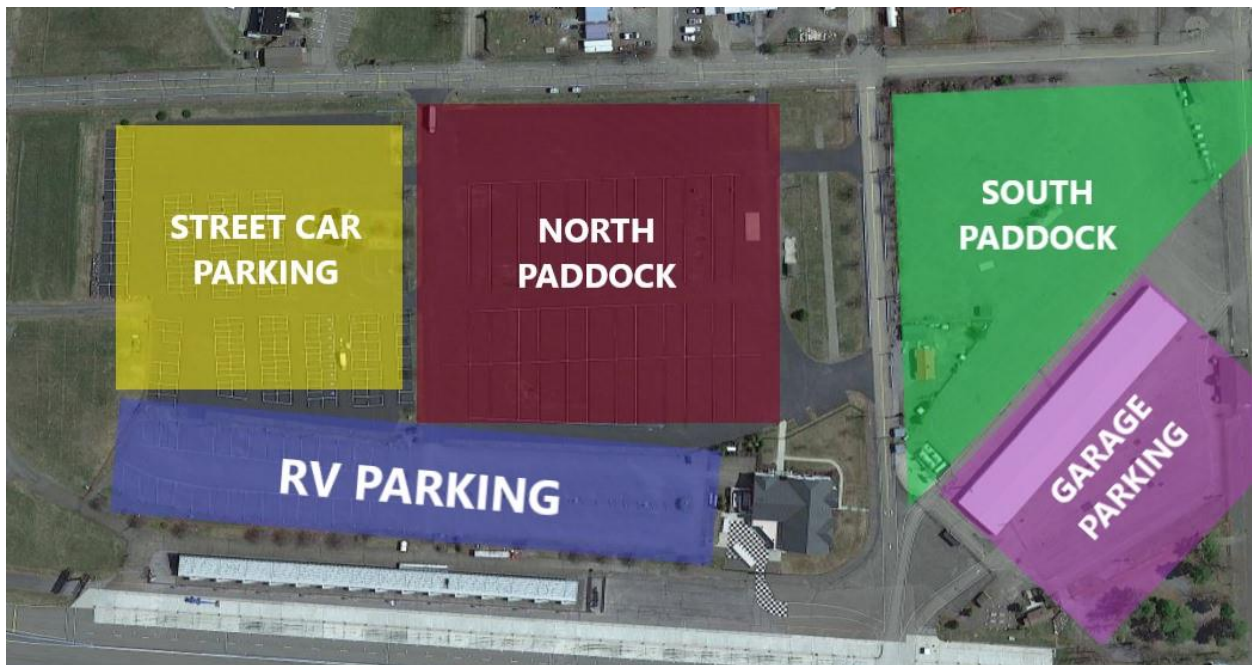 STREET CAR
PARKING
NORTH
PADDOCK
SOUTH
PADDOCK
RV PARKING
GARAGE
PARKING